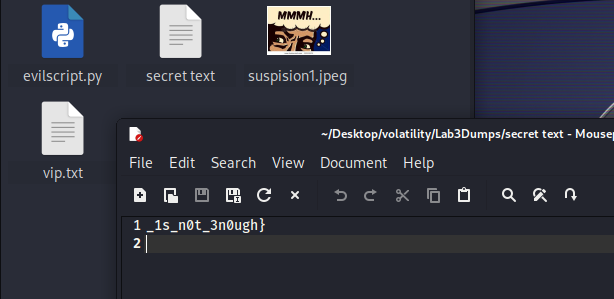 evilscript.py
secret text
suspision1.jpeg
MMMH...
vip.txt
~/Desktop/volatility/Lab3Dumps/secret text - Mousep
File Edit Search View Document Help
1 _1s_n0t_3n0ugh}
2